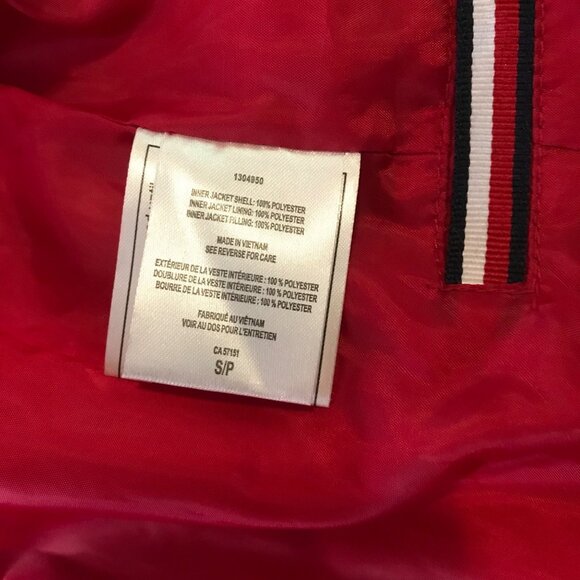 1304950
INNER JACKET SHELL: 100% POLYESTER
INNER JACKET LINING: 100% POLYESTER
INNER JACKET FILLING: 100% POLYESTER
MADE IN VIETNAM
SEE REVERSE FOR CARE
EXTÉRIEUR DE LA VESTE INTÉRIEURE : 100 % POLYESTER
DOUBLURE DE LA VESTE INTÉRIEURE : 100 % POLYESTER
BOURRE DE LA VESTE INTÉRIEURE : 100 % POLYESTER
FABRIQUÉ AU VIÊTNAM
VOIR AU DOS POUR L'ENTRETIEN
CA 57151
S/P